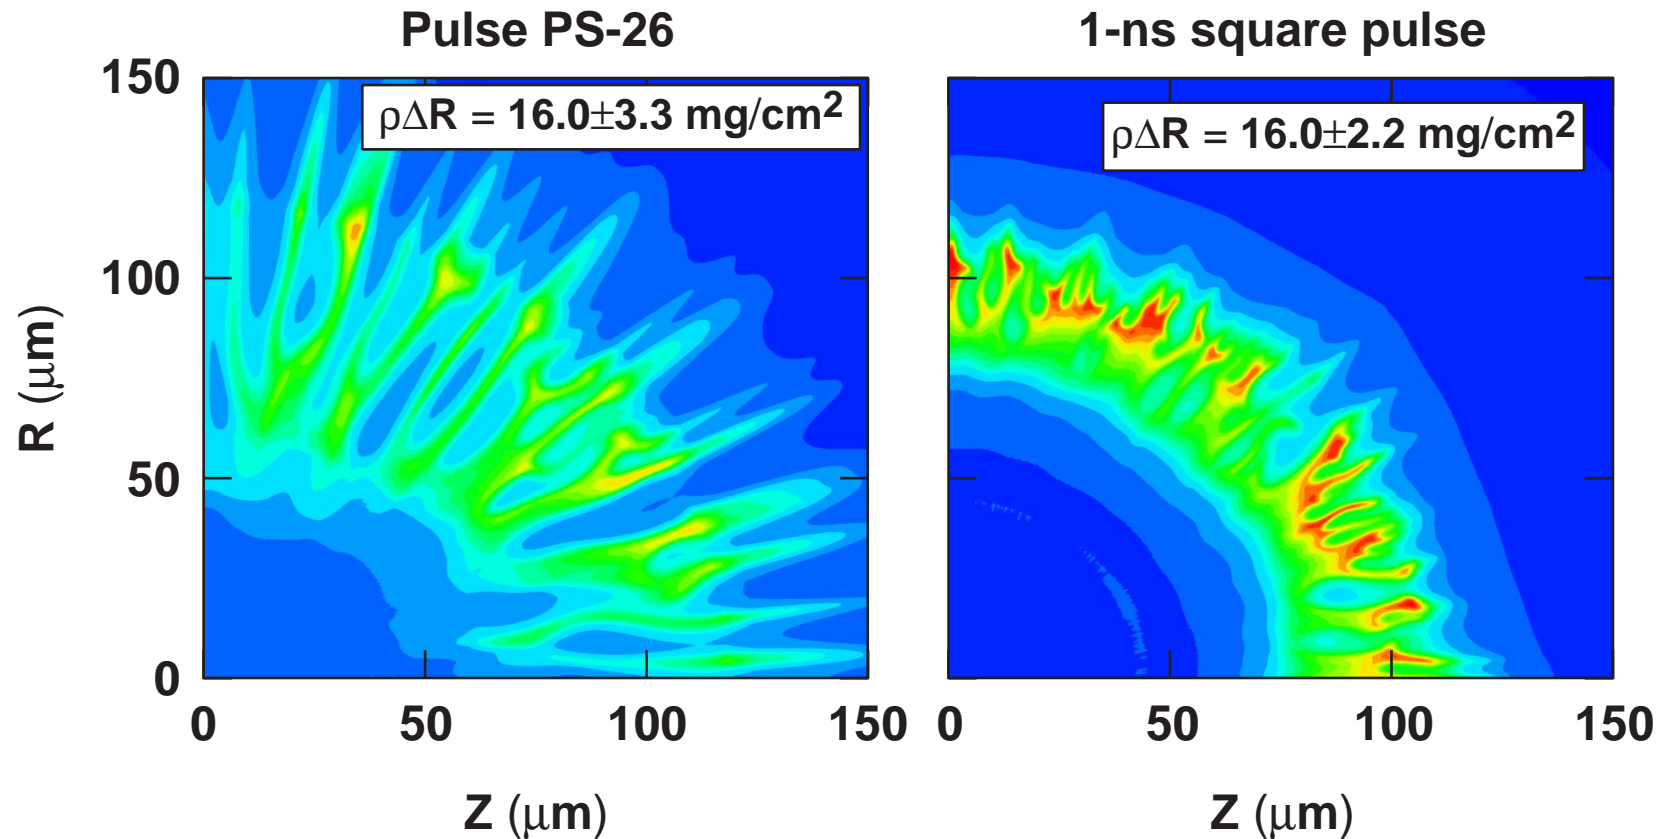 Pulse PS-26
1-ns square pulse
ρΔR = 16.0±3.3 mg/cm²
ρΔR = 16.0±2.2 mg/cm²
R (μm)
150
100
50
0
0 50 100 150
0 50 100 150
Z (μm)
Z (μm)